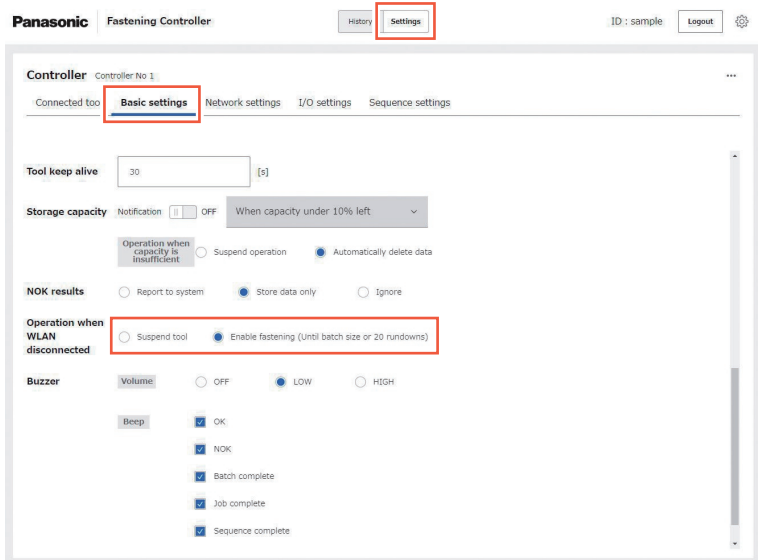 Panasonic Fastening Controller History Settings ID : sample Logout
Controller Controller No 1 ...
Connected too Basic settings Network settings I/O settings Sequence settings
Tool keep alive 30 [s]
Storage capacity Notification OFF When capacity under 10% left
Operation when
capacity is
insufficient
Suspend operation Automatically delete data
NOK results Report to system Store data only Ignore
Operation when
WLAN
disconnected
Suspend tool Enable fastening (Until batch size or 20 rundowns)
Buzzer Volume OFF LOW HIGH
Beep OK
NOK
Batch complete
Job complete
Sequence complete